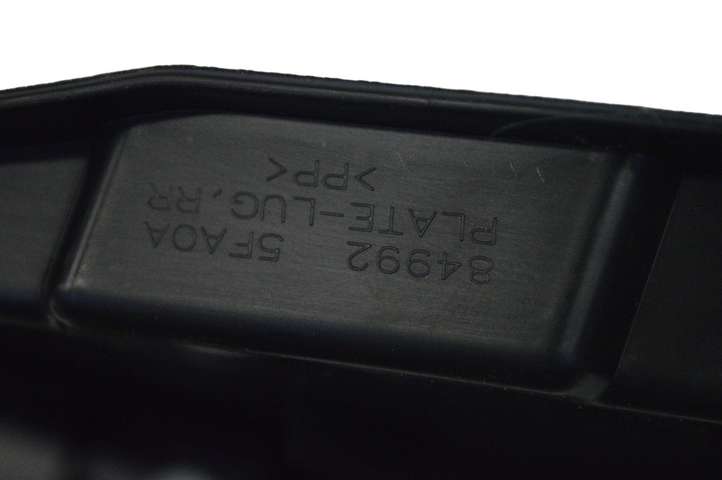 84992 5FA0A
PLATE-LUG,RR
>PP<